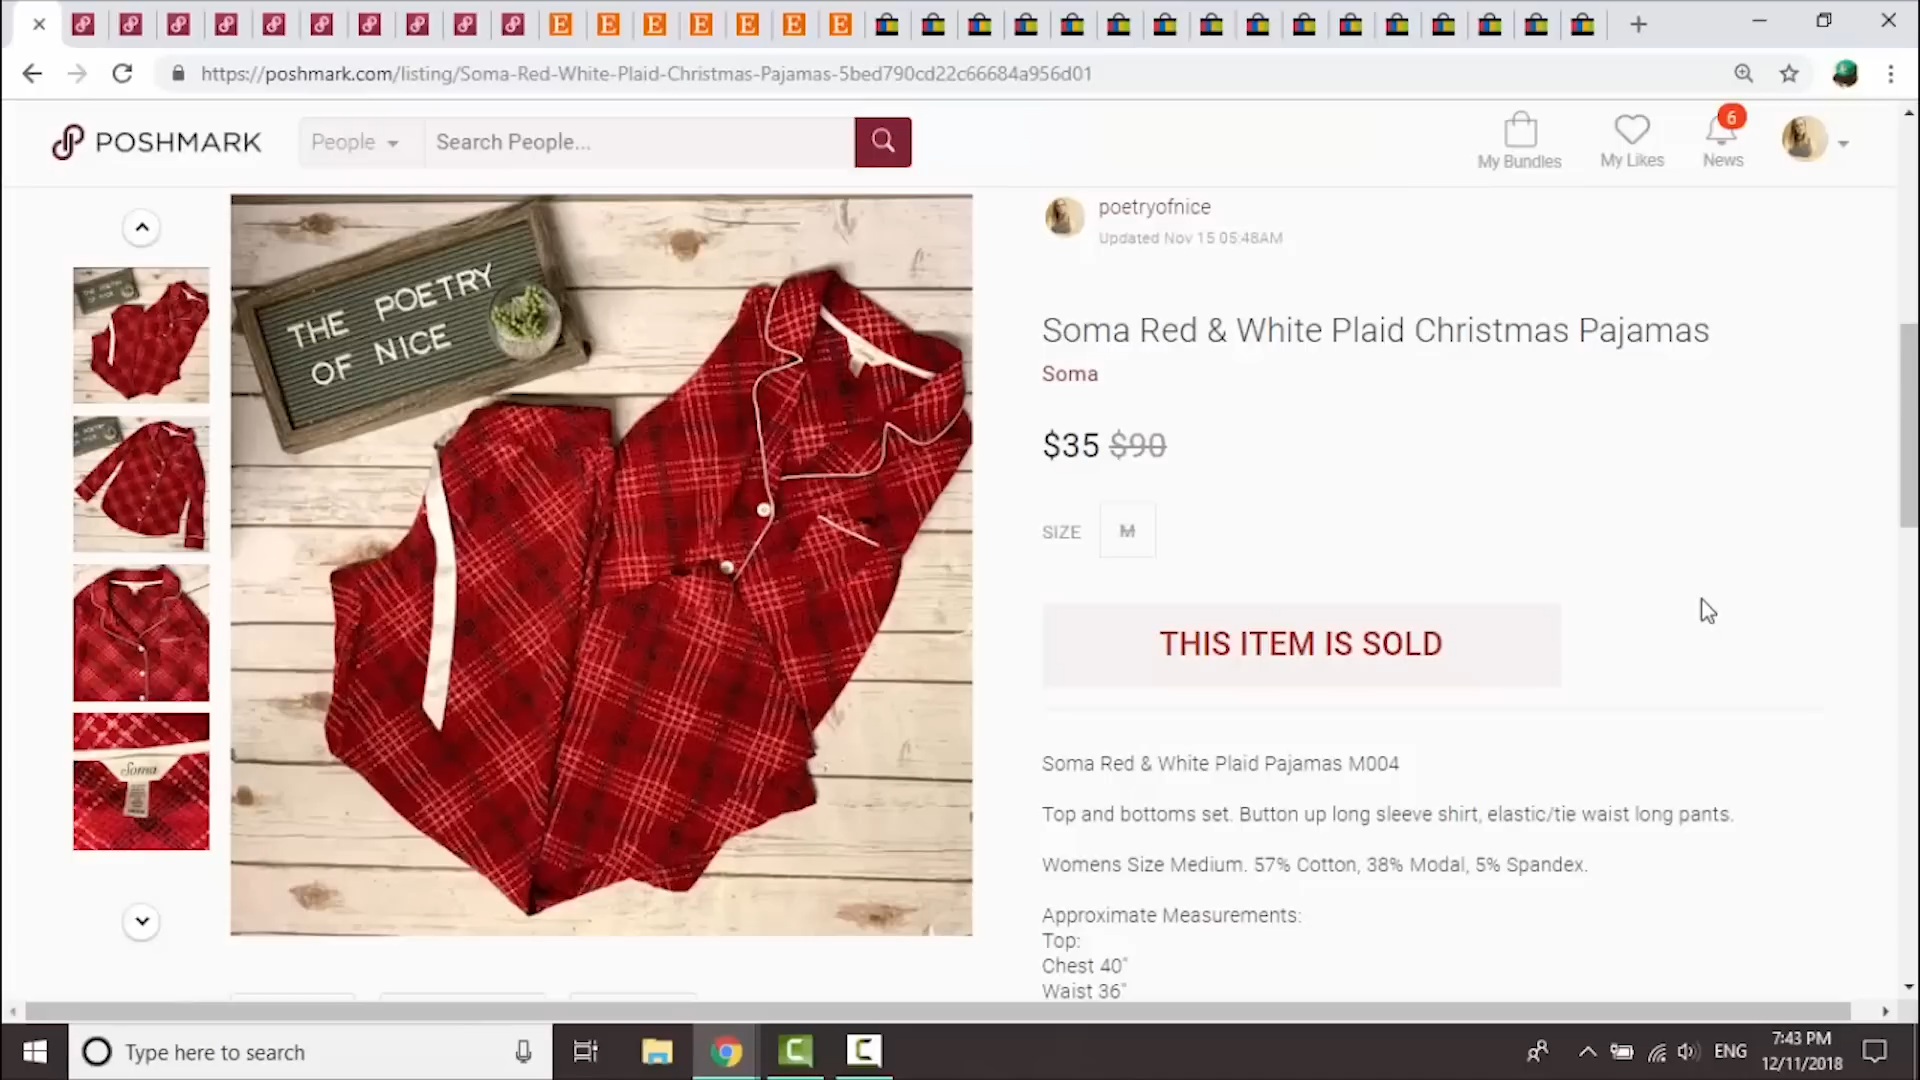 https://poshmark.com/listing/Soma-Red-White-Plaid-Christmas-Pajamas-5bed790cd22c66684a956d01
POSHMARK
People
Search People...
My Bundles
My Likes
6
News
THE POETRY
OF NICE
poetryofnice
Updated Nov 15 05:48AM
Soma Red & White Plaid Christmas Pajamas
Soma
$35 $90
SIZE
M
THIS ITEM IS SOLD
Soma Red & White Plaid Pajamas M004
Top and bottoms set. Button up long sleeve shirt, elastic/tie waist long pants.
Womens Size Medium. 57% Cotton, 38% Modal, 5% Spandex.
Approximate Measurements:
Top:
Chest 40"
Waist 36"
Soma
Type here to search
ENG
7:43 PM
12/11/2018